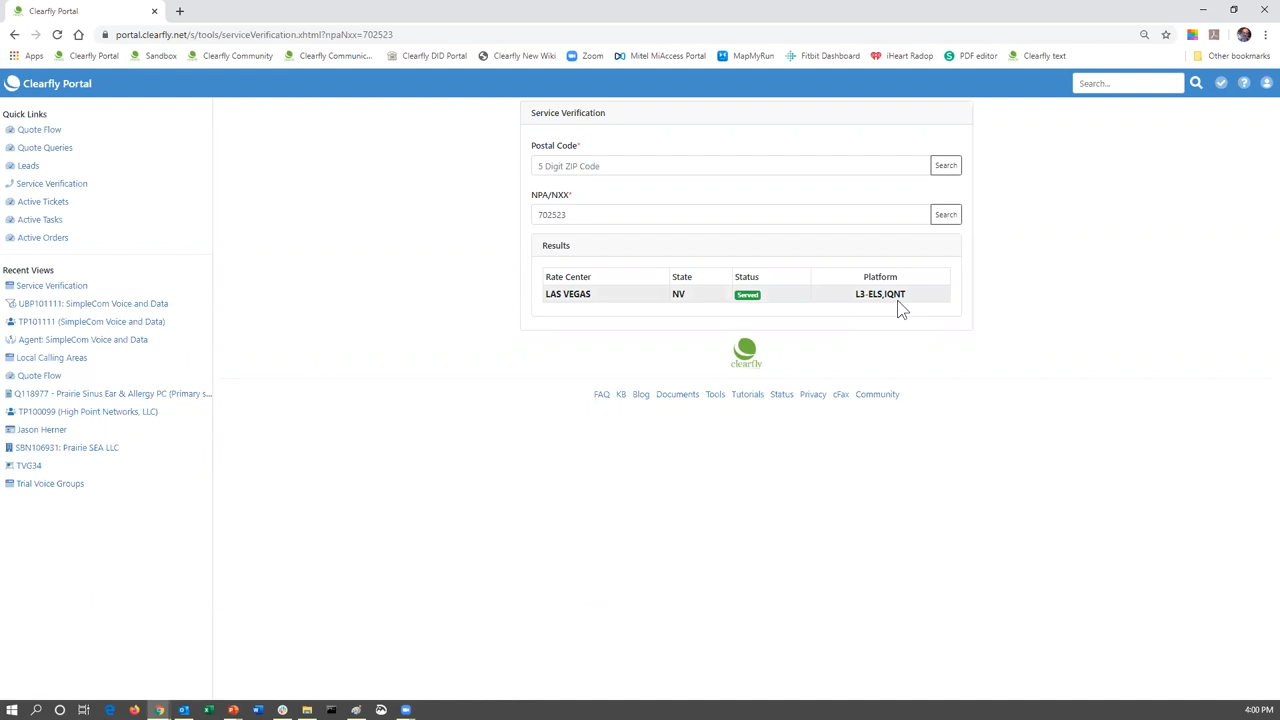 Clearfly Portal
portal.clearfly.net/s/tools/serviceVerification.xhtml?npaNxx=702523
Apps Clearfly Portal Sandbox Clearfly Community Clearfly Communic... Clearfly DID Portal Clearfly New Wiki Zoom Mitel MiAccess Portal MapMyRun Fitbit Dashboard iHeart Radop PDF editor Clearfly text Other bookmarks
Clearfly Portal Search...
Quick Links
Quote Flow
Quote Queries
Leads
Service Verification
Active Tickets
Active Tasks
Active Orders
Recent Views
Service Verification
UBP101111: SimpleCom Voice and Data
TP101111 (SimpleCom Voice and Data)
Agent: SimpleCom Voice and Data
Local Calling Areas
Quote Flow
Q118977 - Prairie Sinus Ear & Allergy PC (Primary s...
TP100099 (High Point Networks, LLC)
Jason Herner
SBN106931: Prairie SEA LLC
TVG34
Trial Voice Groups
Service Verification
Postal Code*
5 Digit ZIP Code Search
NPA/NXX*
702523 Search
Results
Rate Center State Status Platform
LAS VEGAS NV Served L3-ELS,IQNT
clearfly
FAQ KB Blog Documents Tools Tutorials Status Privacy cFax Community
4:00 PM